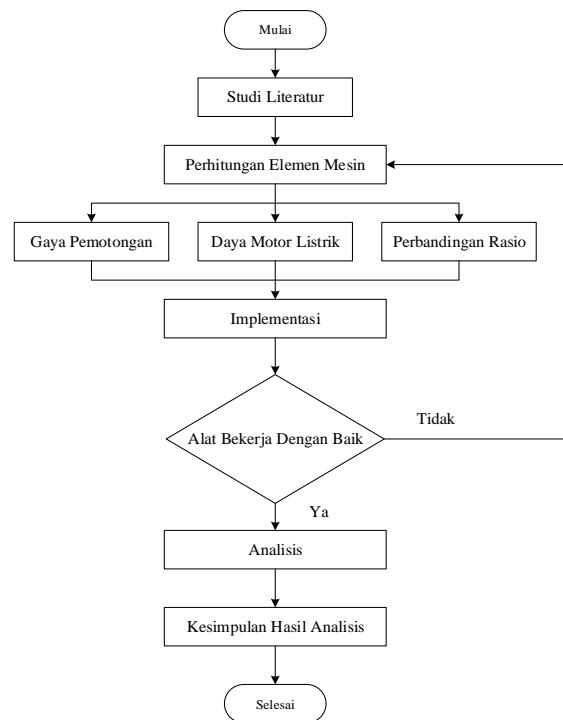 Mulai
Studi Literatur
Perhitungan Elemen Mesin
Gaya Pemotongan
Daya Motor Listrik
Perbandingan Rasio
Implementasi
Alat Bekerja Dengan Baik
Tidak
Ya
Analisis
Kesimpulan Hasil Analisis
Selesai